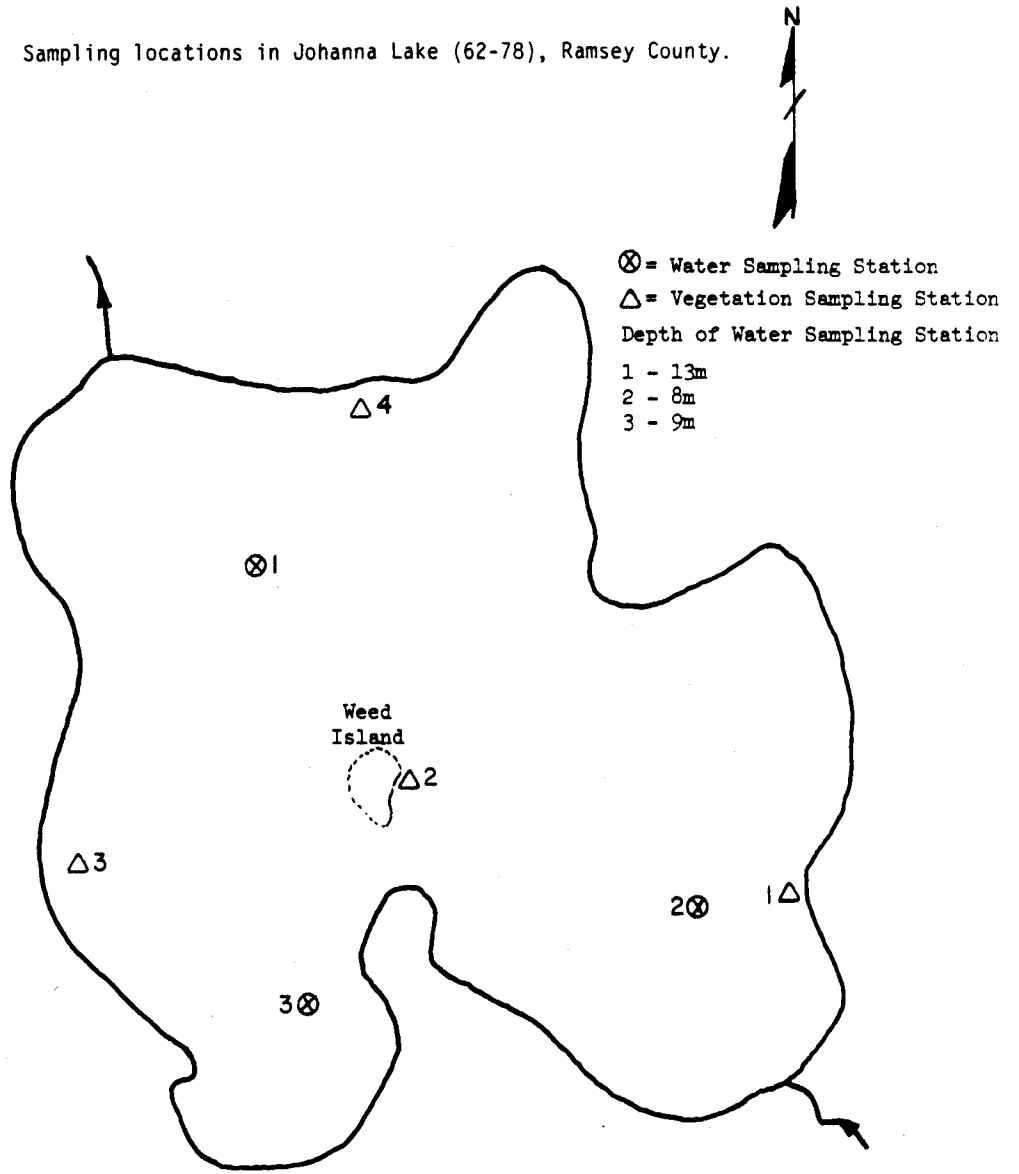 N
Sampling locations in Johanna Lake (62-78), Ramsey County.
⊗= Water Sampling Station
△= Vegetation Sampling Station
Depth of Water Sampling Station
1 - 13m
2 - 8m
3 - 9m
4
1
Weed
Island
2
3
1
2
3